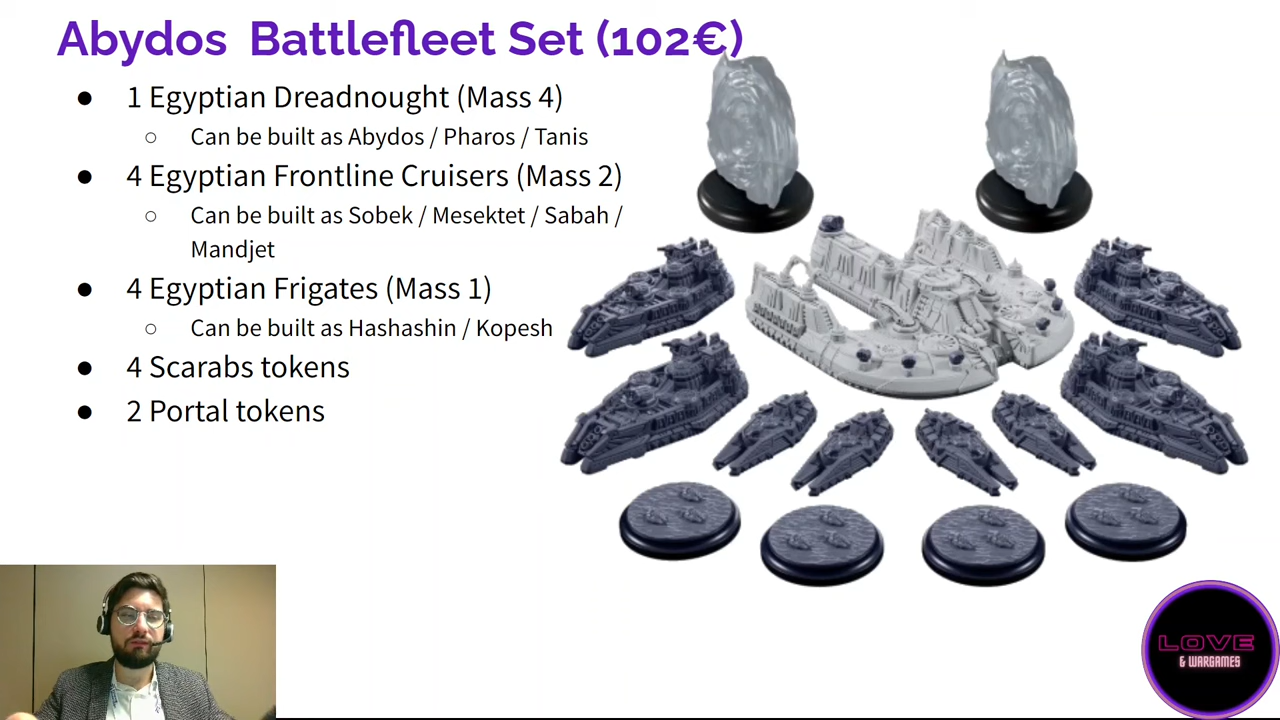 Abydos Battlefleet Set (102€)
● 1 Egyptian Dreadnought (Mass 4)
○ Can be built as Abydos / Pharos / Tanis
● 4 Egyptian Frontline Cruisers (Mass 2)
○ Can be built as Sobek / Mesektet / Sabah /
Mandjet
● 4 Egyptian Frigates (Mass 1)
○ Can be built as Hashashin / Kopesh
● 4 Scarabs tokens
● 2 Portal tokens
LOVE
& WARGAMES